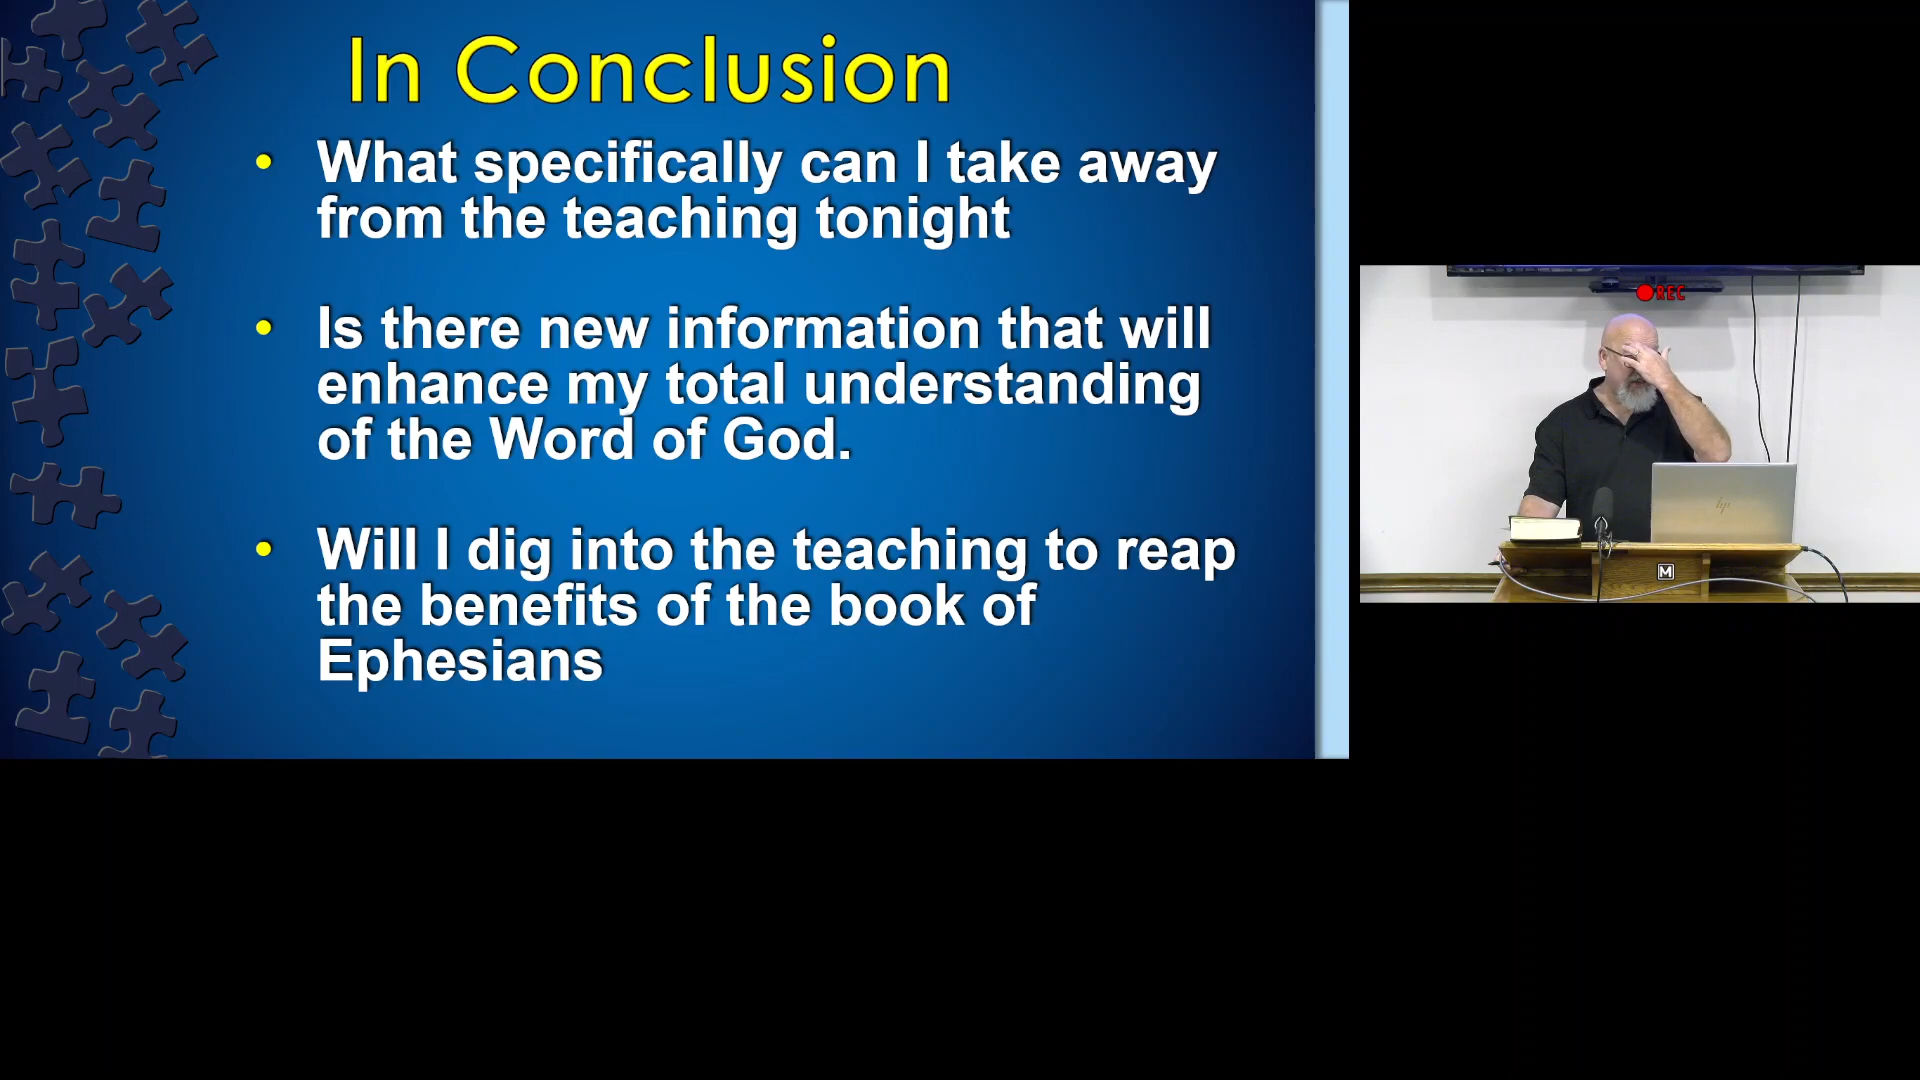 In Conclusion
• What specifically can I take away
from the teaching tonight
• Is there new information that will
enhance my total understanding
of the Word of God.
• Will I dig into the teaching to reap
the benefits of the book of
Ephesians
REC
hp
M